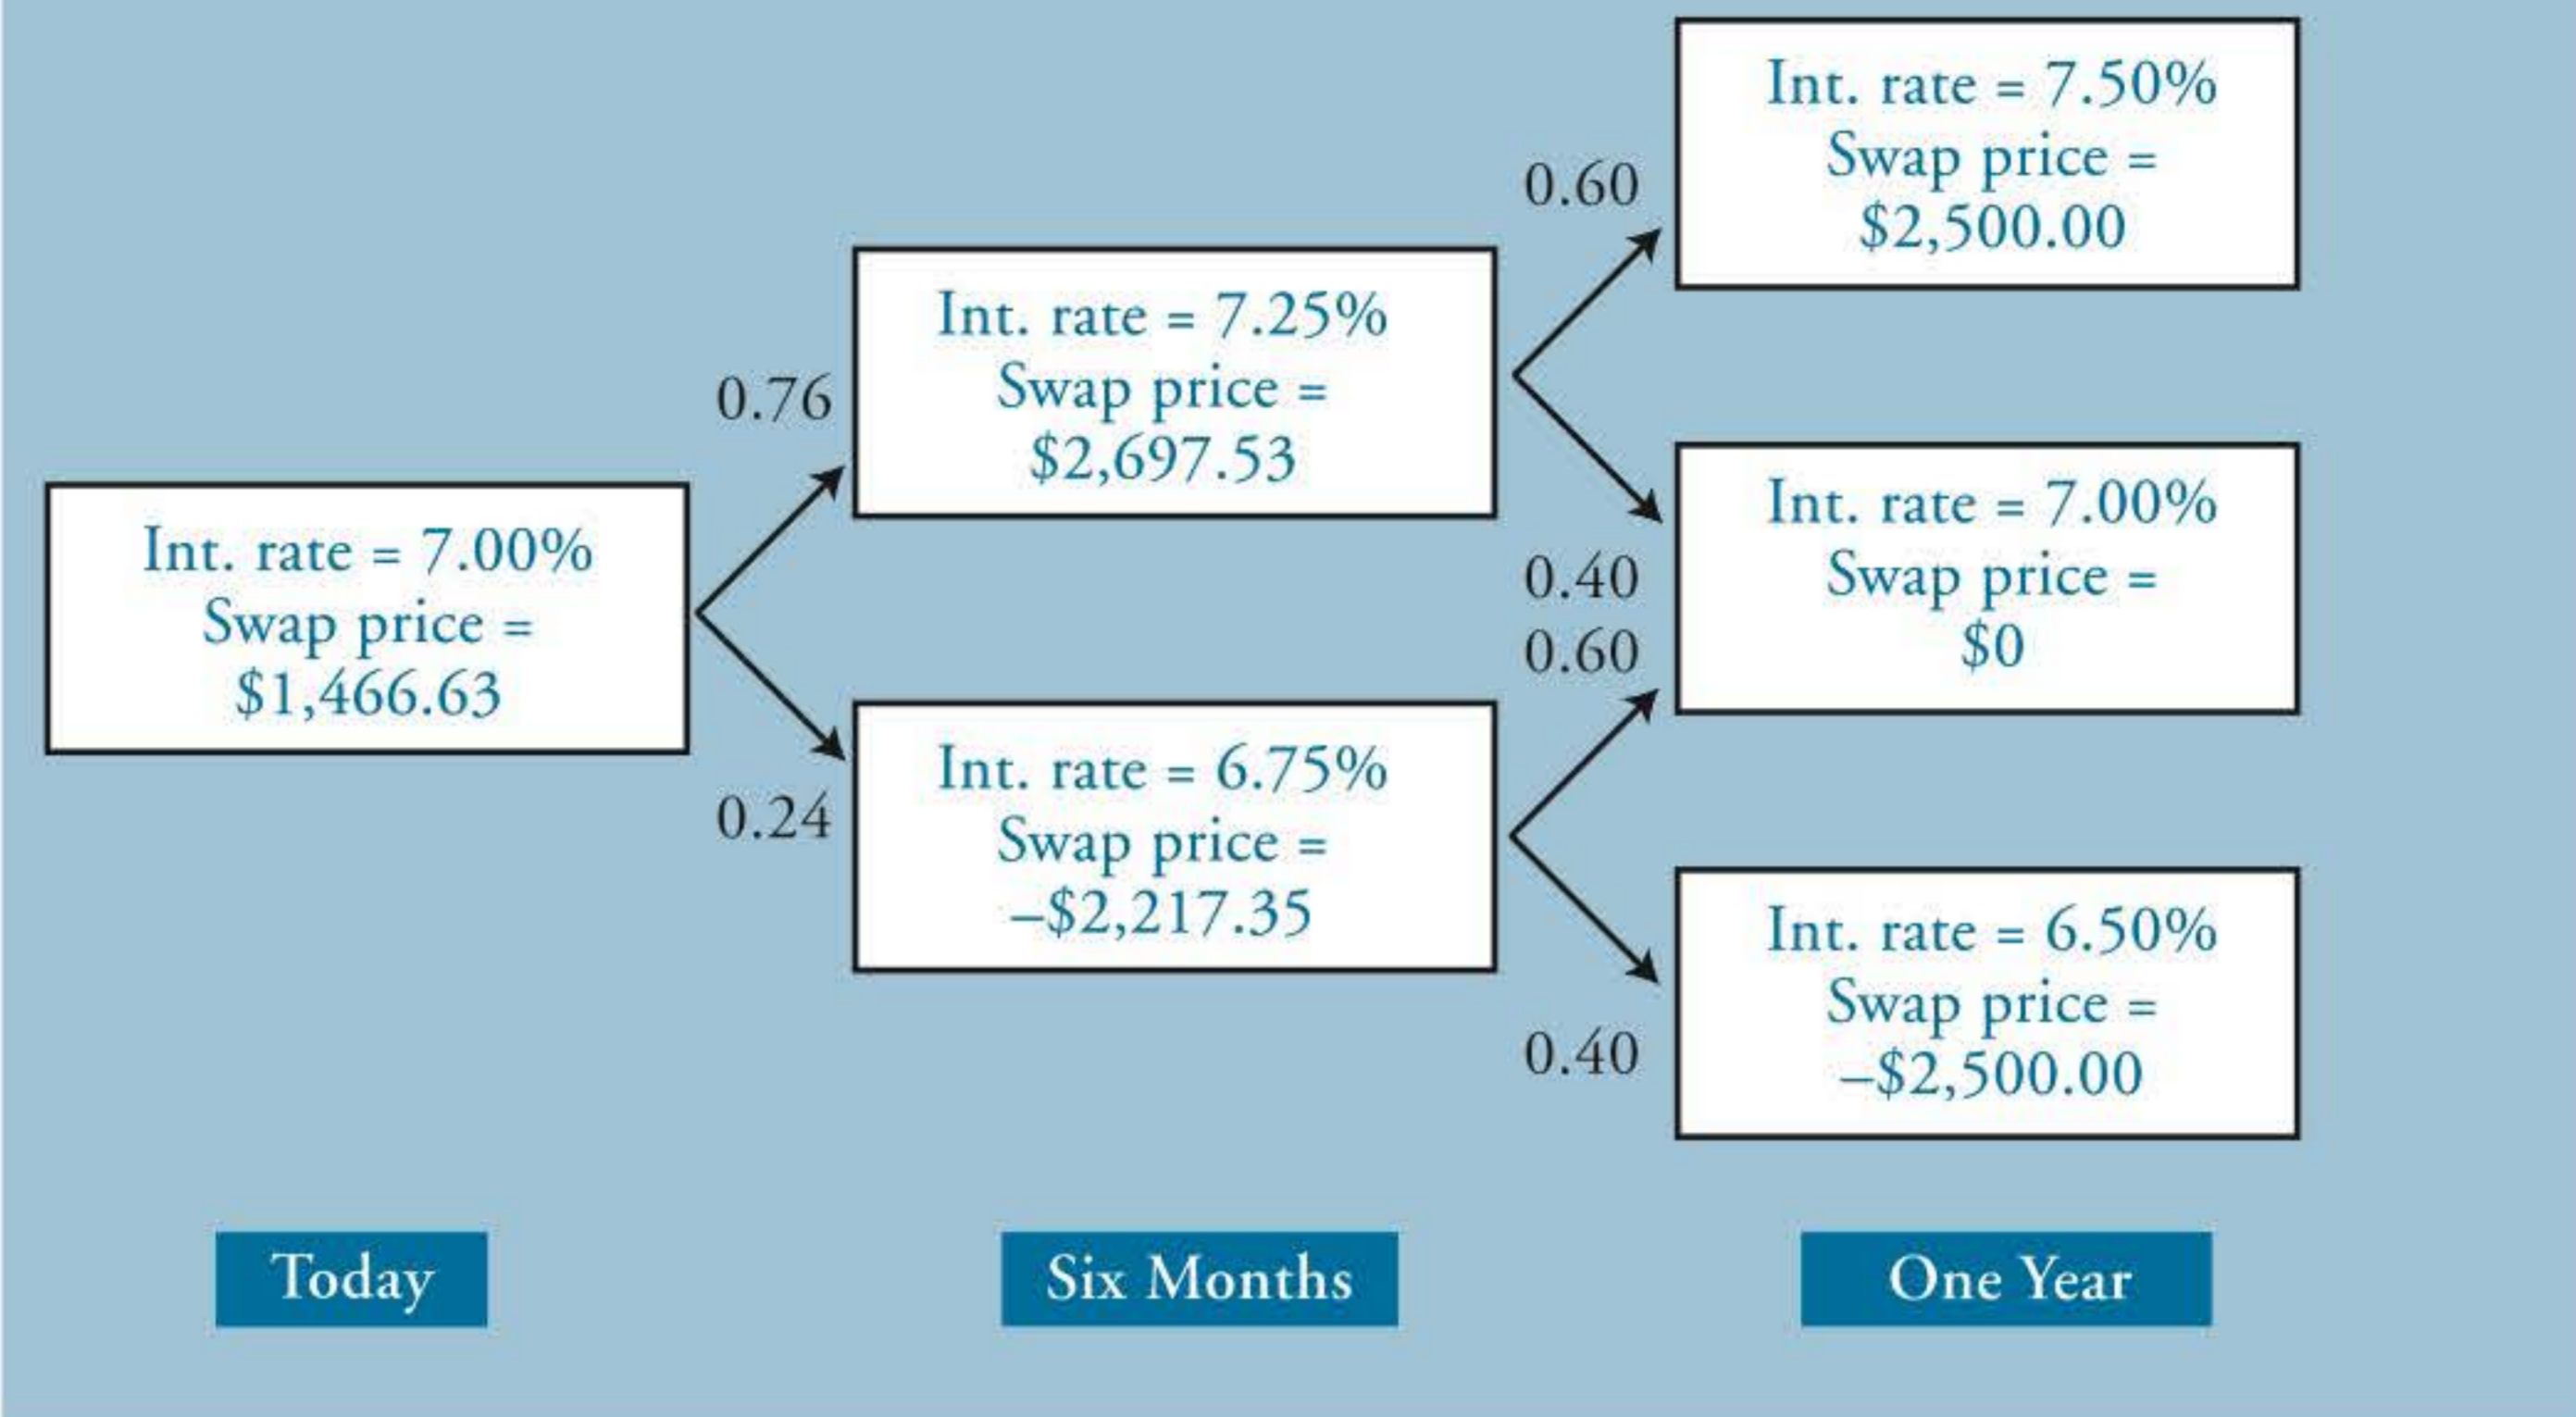 Int. rate = 7.00%
Swap price =
$1,466.63
0.76
0.24
Int. rate = 7.25%
Swap price =
$2,697.53
Int. rate = 6.75%
Swap price =
–$2,217.35
0.60
0.40
0.60
0.40
Int. rate = 7.50%
Swap price =
$2,500.00
Int. rate = 7.00%
Swap price =
$0
Int. rate = 6.50%
Swap price =
–$2,500.00
Today
Six Months
One Year